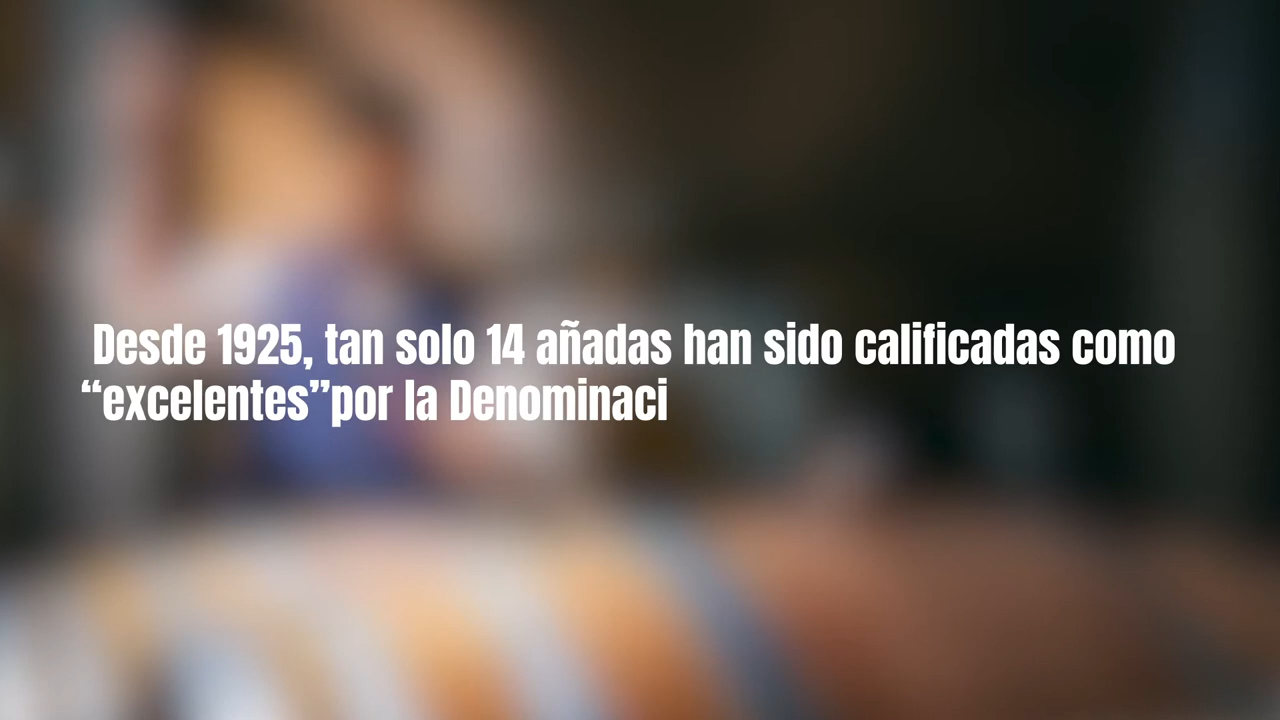 Desde 1925, tan solo 14 añadas han sido calificadas como
“excelentes”por la Denominaci